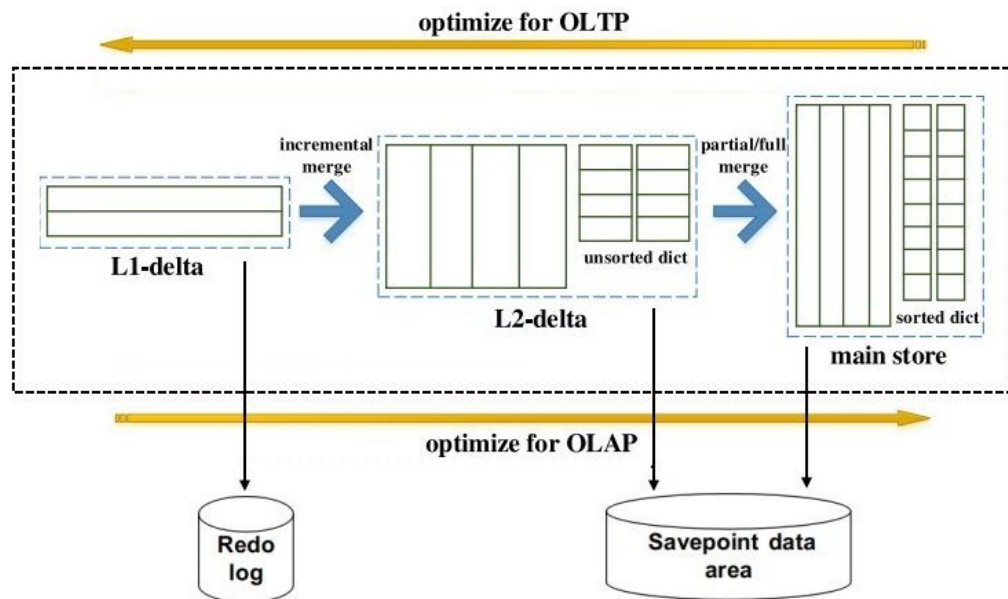 optimize for OLTP
incremental
merge
partial/full
merge
L1-delta
unsorted dict
L2-delta
sorted dict
main store
optimize for OLAP
Redo
log
Savepoint data
area